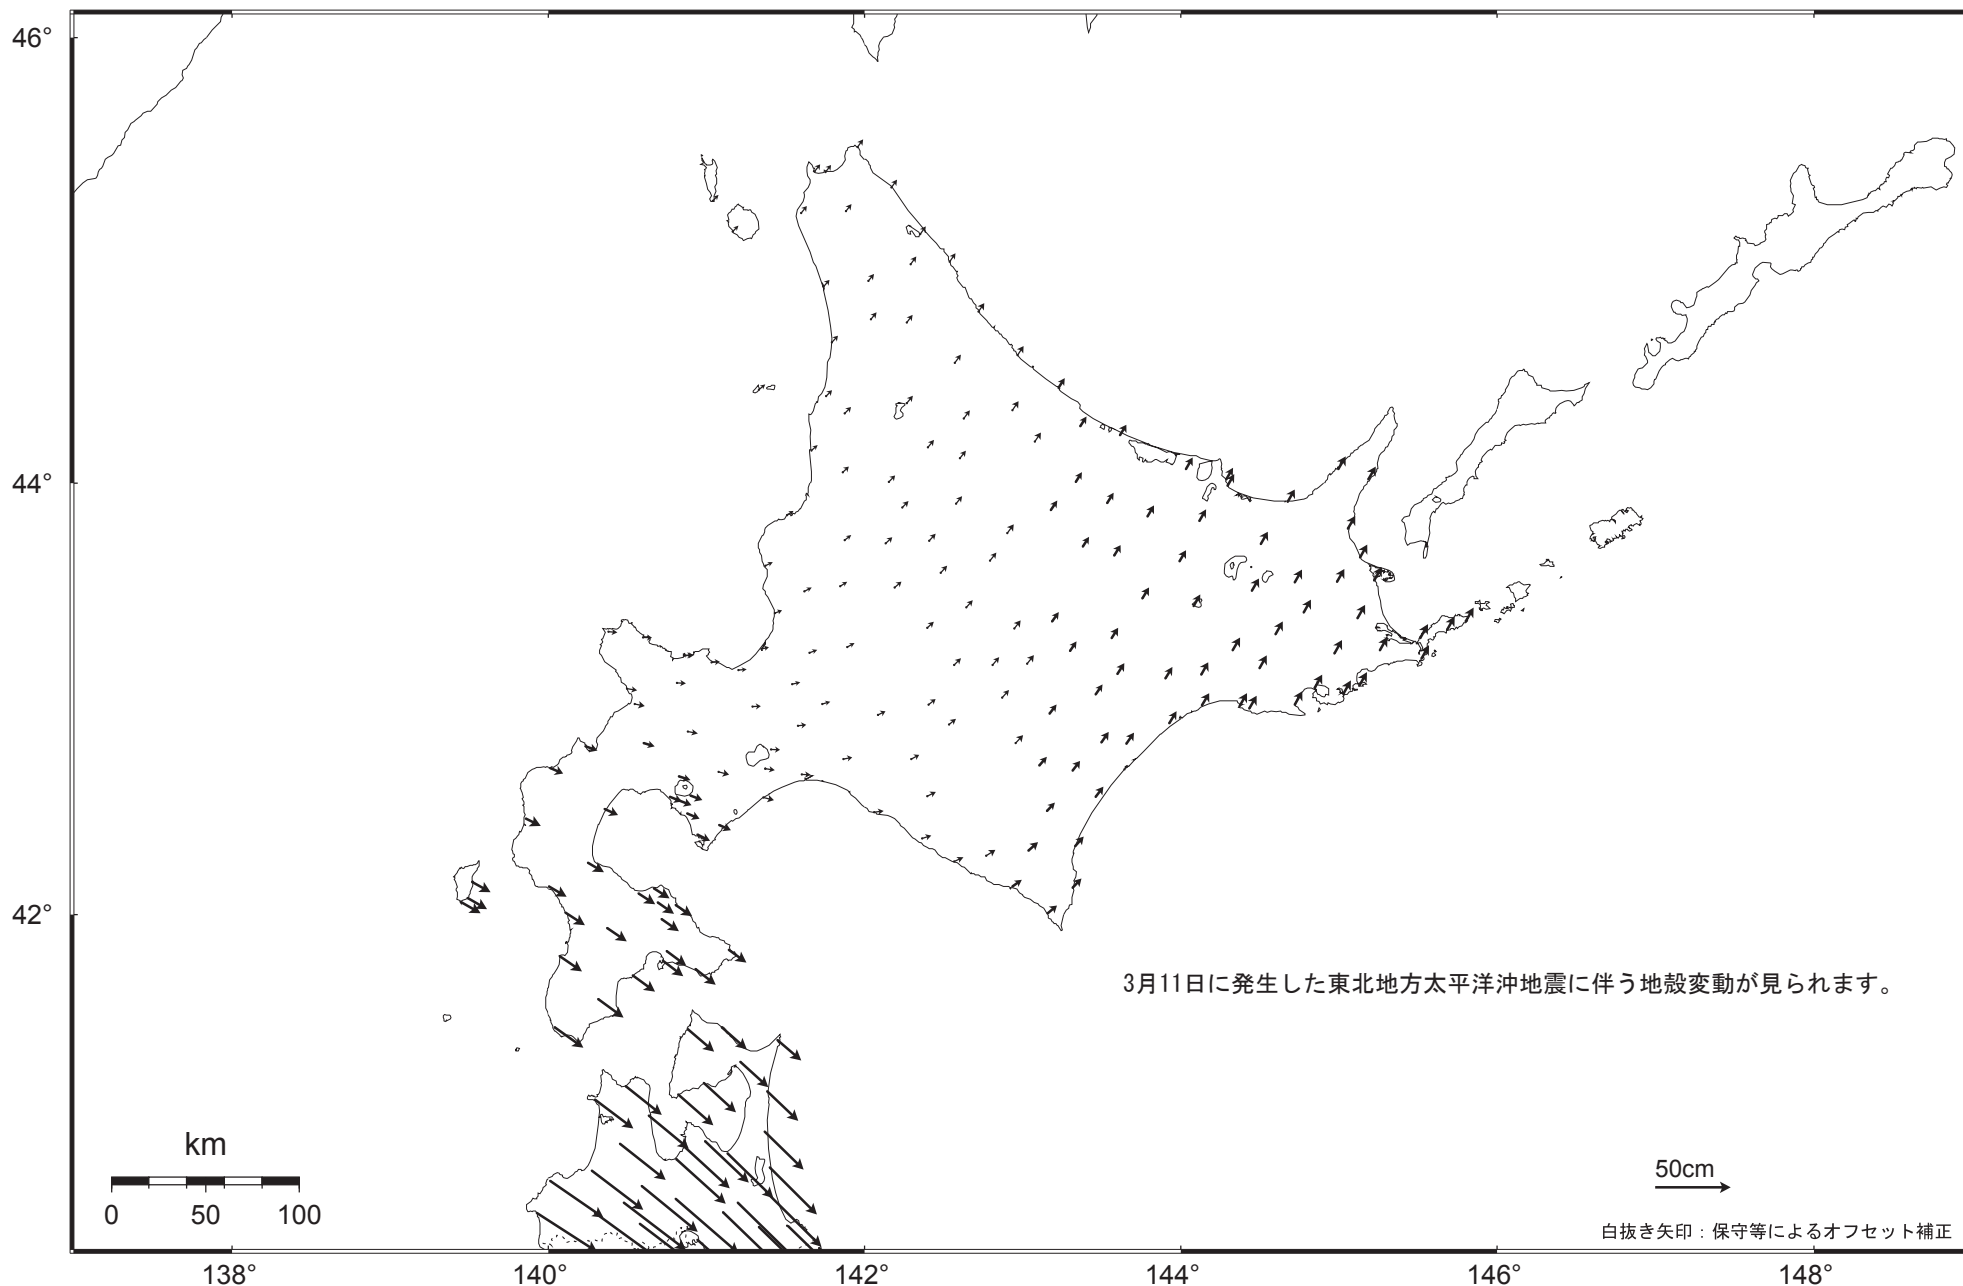 46°
44°
42°
3月11日に発生した東北地方太平洋沖地震に伴う地殻変動が見られます。
km
0 50 100
50cm
白抜き矢印：保守等によるオフセット補正
138° 140° 142° 144° 146° 148°